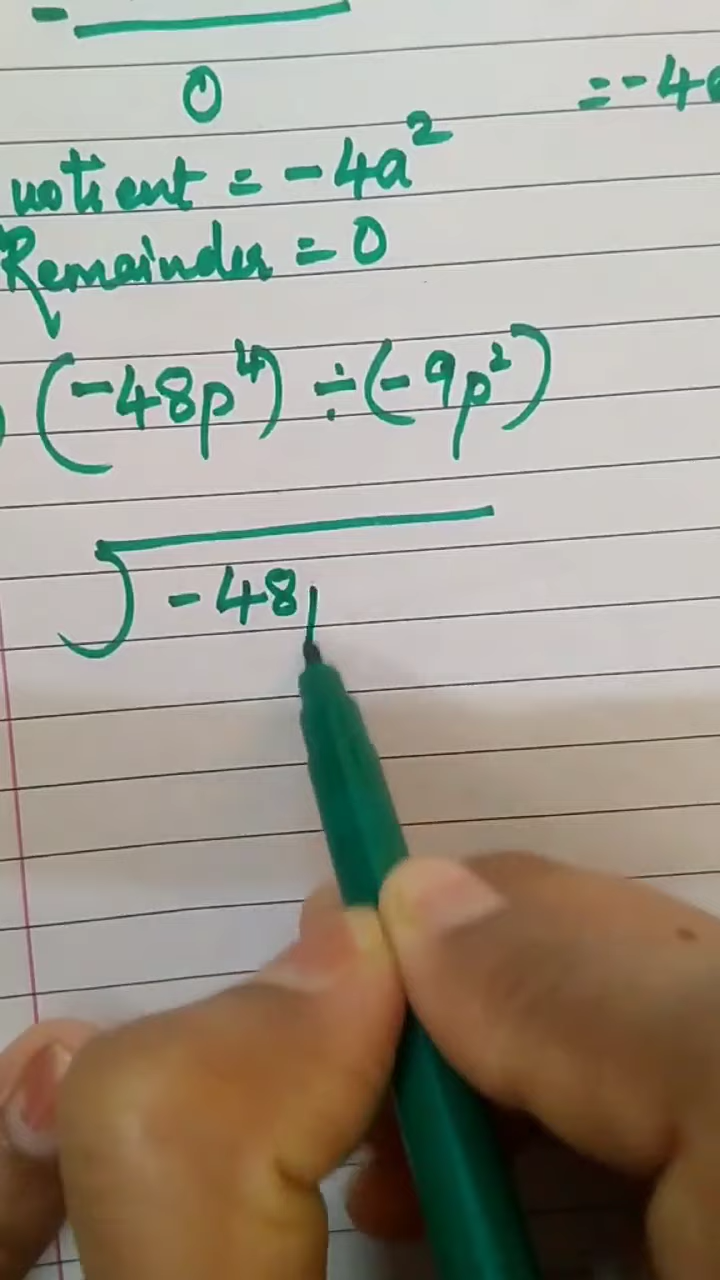 0
= -4
uotient = -4a²
Remainder = 0
) (-48p⁴) ÷ (-9p²)
-48